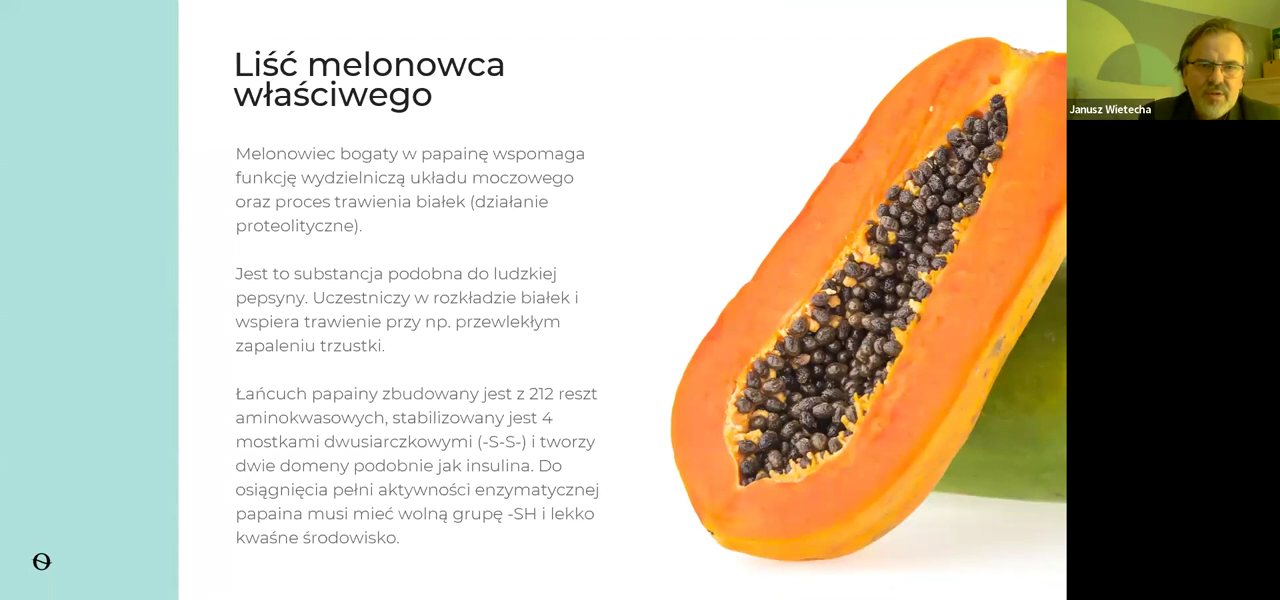 Liść melonowca
właściwego
Melonowiec bogaty w papainę wspomaga
funkcję wydzielniczą układu moczowego
oraz proces trawienia białek (działanie
proteolityczne).
Jest to substancja podobna do ludzkiej
pepsyny. Uczestniczy w rozkładzie białek i
wspiera trawienie przy np. przewlekłym
zapaleniu trzustki.
Łańcuch papainy zbudowany jest z 212 reszt
aminokwasowych, stabilizowany jest 4
mostkami dwusiarczkowymi (-S-S-) i tworzy
dwie domeny podobnie jak insulina. Do
osiągnięcia pełni aktywności enzymatycznej
papaina musi mieć wolną grupę -SH i lekko
kwaśne środowisko.
Janusz Wietecha